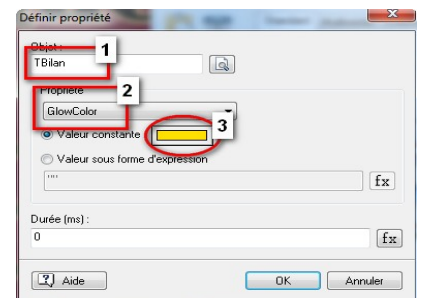 Définir propriété
Objet :
1
TBilan
Propriété
2
GlowColor
3
Valeur constante
Valeur sous forme d'expression
""
fx
Durée (ms) :
0
fx
Aide
OK
Annuler